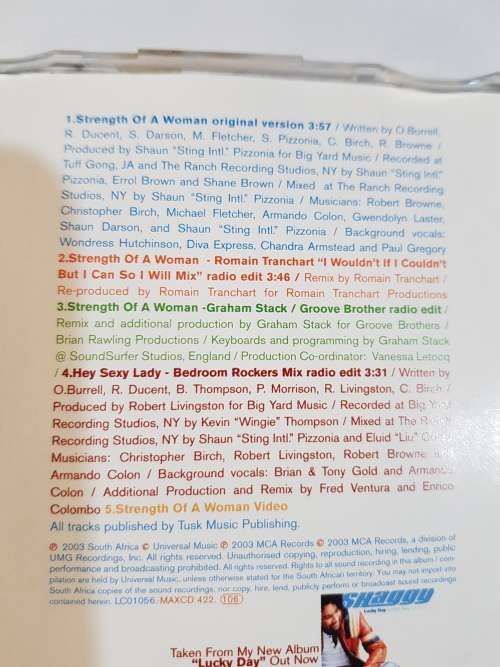 1.Strength Of A Woman original version 3:57 / Written by O.Burrell,
R. Ducent, S. Darson, M. Fletcher, S. Pizzonia, C. Birch, R. Browne /
Produced by Shaun "Sting Intl." Pizzonia for Big Yard Music / Recorded at
Tuff Gong, JA and The Ranch Recording Studios, NY by Shaun "Sting Intl."
Pizzonia, Errol Brown and Shane Brown / Mixed at The Ranch Recording
Studios, NY by Shaun "Sting Intl." Pizzonia / Musicians: Robert Browne,
Christopher Birch, Michael Fletcher, Armando Colon, Gwendolyn Laster,
Shaun Darson, and Shaun "Sting Intl." Pizzonia / Background vocals:
Wondress Hutchinson, Diva Express, Chandra Armstead and Paul Gregory
2.Strength Of A Woman - Romain Tranchart "I Wouldn't If I Couldn't
But I Can So I Will Mix" radio edit 3:46 / Remix by Romain Tranchart /
Re-produced by Romain Tranchart for Romain Tranchart Productions
3.Strength Of A Woman -Graham Stack / Groove Brother radio edit /
Remix and additional production by Graham Stack for Groove Brothers /
Brian Rawling Productions / Keyboards and programming by Graham Stack
@ SoundSurfer Studios, England / Production Co-ordinator: Vanessa Letocq
/ 4.Hey Sexy Lady - Bedroom Rockers Mix radio edit 3:31 / Written by
O.Burrell, R. Ducent, B. Thompson, P. Morrison, R. Livingston, C. Birch /
Produced by Robert Livingston for Big Yard Music / Recorded at Big Yard
Recording Studios, NY by Kevin "Wingie" Thompson / Mixed at The Ranch
Recording Studios, NY by Shaun "Sting Intl." Pizzonia and Eluid "Liu"
Musicians: Christopher Birch, Robert Livingston, Robert Browne
Armando Colon / Background vocals: Brian & Tony Gold and Armando
Colon / Additional Production and Remix by Fred Ventura and Enrico
Colombo 5.Strength Of A Woman Video
All tracks published by Tusk Music Publishing.
℗ 2003 South Africa © Universal Music ℗ 2003 MCA Records © 2003 MCA Records, a division of
UMG Recordings, Inc. All rights reserved. Unauthorised copying, reproduction, hiring, lending, public
performance and broadcasting prohibited. All rights reserved. Rights to all sound recording in this album / com-
pilation are held by Universal Music, unless otherwise stated for the South African territory. You may not import into
South Africa copies of the sound recordings, nor copy, hire, lend, publicly perform or broadcast sound recordings
contained herein. LC01056. MAXCD 422. 106
SHaGGY
Lucky Day
Taken From My New Album
"Lucky Day" Out Now